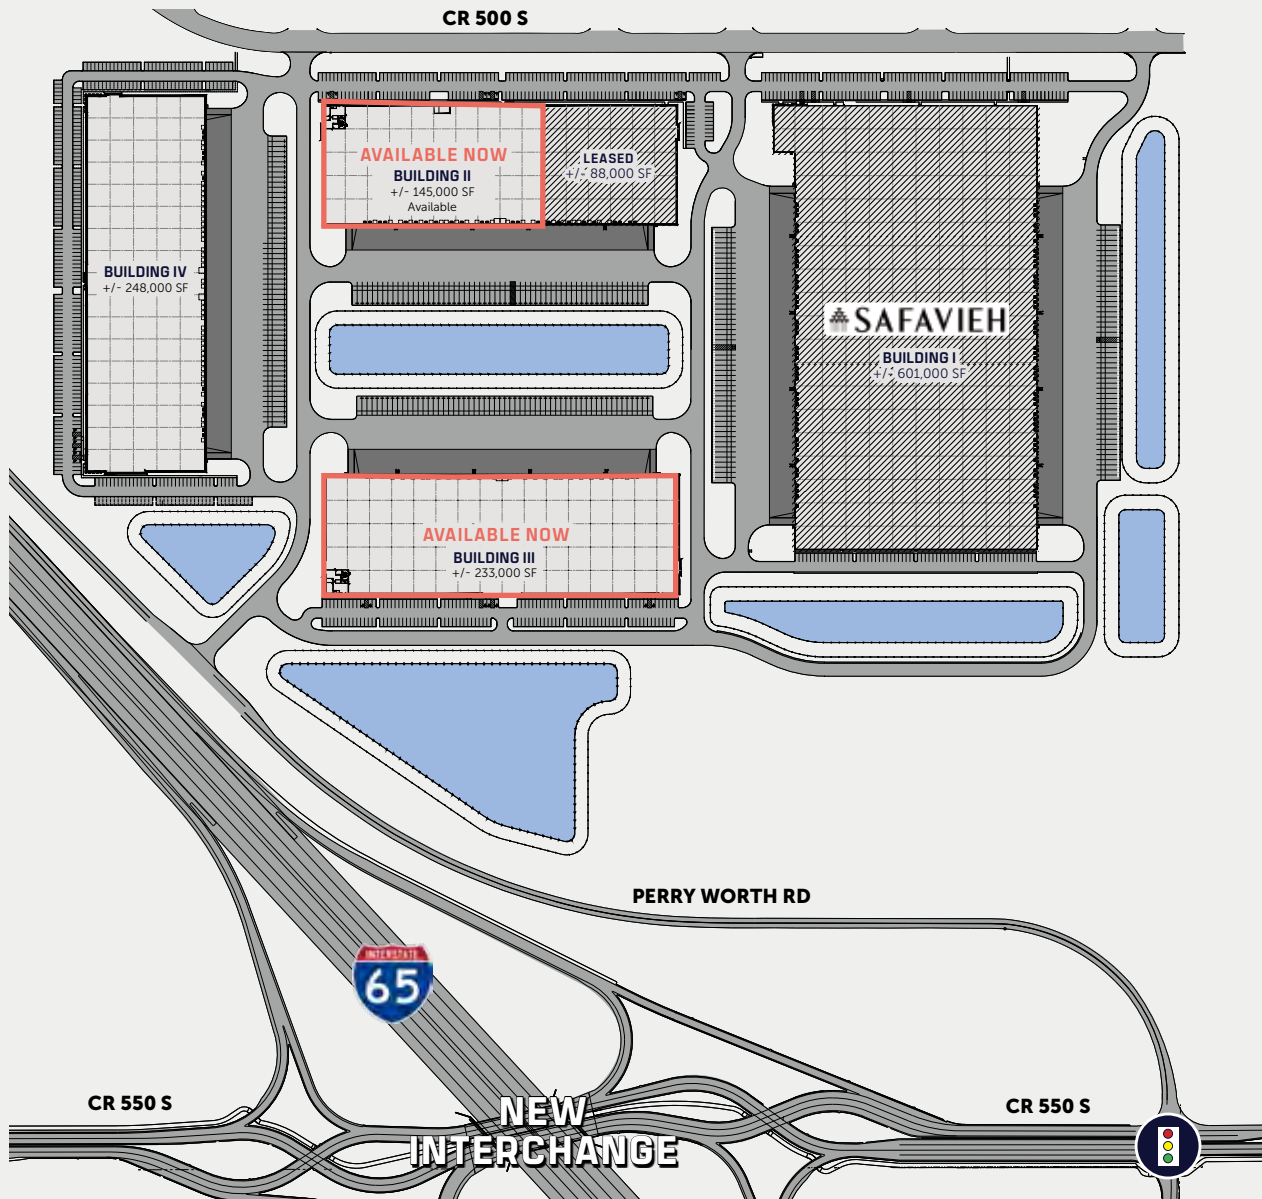 CR 500 S
AVAILABLE NOW
BUILDING II
+/- 145,000 SF
Available
LEASED
+/- 88,000 SF
BUILDING IV
+/- 248,000 SF
SAFAVIEH
BUILDING I
+/- 601,000 SF
AVAILABLE NOW
BUILDING III
+/- 233,000 SF
PERRY WORTH RD
INTERSTATE
65
CR 550 S
NEW
INTERCHANGE
CR 550 S